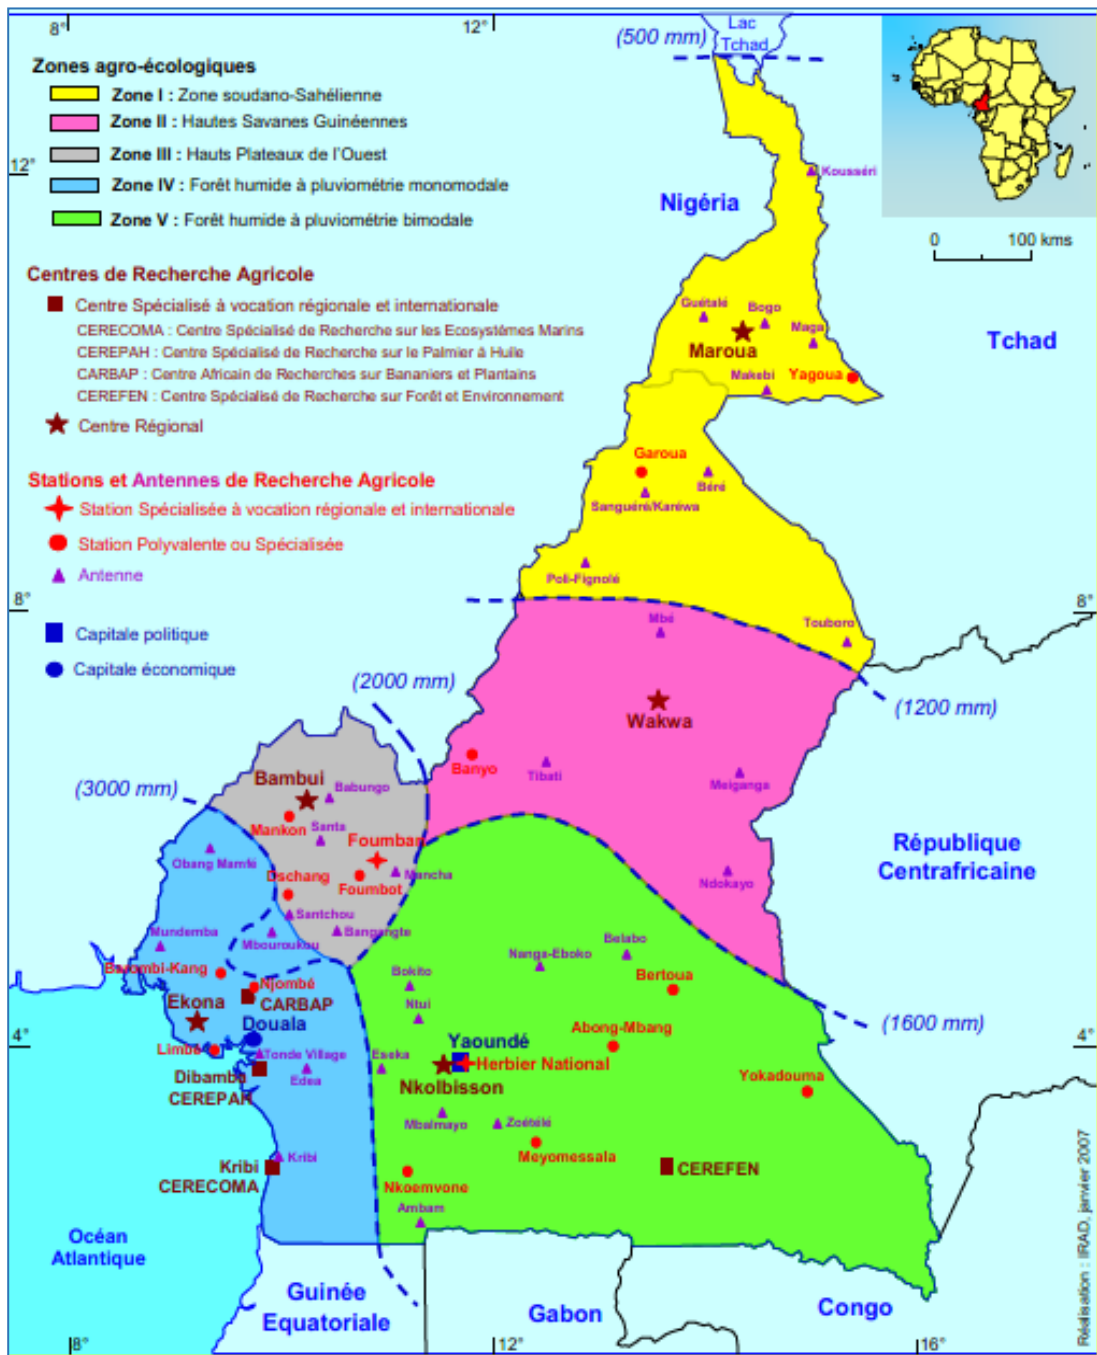 8°
12°
(500 mm)
Lac
Tchad
Zones agro-écologiques
Zone I : Zone soudano-Sahélienne
Zone II : Hautes Savanes Guinéennes
Zone III : Hauts Plateaux de l'Ouest
Zone IV : Forêt humide à pluviométrie monomodale
Zone V : Forêt humide à pluviométrie bimodale
12°
Kousséri
Nigéria
0 100 kms
Centres de Recherche Agricole
Centre Spécialisé à vocation régionale et internationale
CERECOMA : Centre Spécialisé de Recherche sur les Ecosystémes Marins
CEREPAH : Centre Spécialisé de Recherche sur le Palmier à Huile
CARBAP : Centre Africain de Recherches sur Bananiers et Plantains
CEREFEN : Centre Spécialisé de Recherche sur Forêt et Environnement
Centre Régional
Guétalé
Bogo
Maga
Maroua
Tchad
Makebi
Yagoua
Stations et Antennes de Recherche Agricole
Station Spécialisée à vocation régionale et internationale
Station Polyvalente ou Spécialisée
Antenne
Garoua
Béré
Sanguéré/Karéwa
Poli-Fignolé
8°
8°
Capitale politique
Capitale économique
Mbé
Touboro
(2000 mm)
(1200 mm)
Wakwa
Banyo
Tibati
Meiganga
(3000 mm)
Bambui
Babungo
Mankon
Santa
Foumban
Obang Mamfé
Dschang
Foumbot
Mancha
Ndokayo
République
Centrafricaine
Santchou
Mundemba
Mbouroukou
Bangangte
Nanga-Eboko
Belabo
Barombi-Kang
Njombé
Bokito
Bertoua
Ekona
CARBAP
Ntui
Douala
Abong-Mbang
(1600 mm)
4°
4°
Limbé
Tonde Village
Eseka
Yaoundé
Herbier National
Dibamba
CEREPAH
Edea
Nkolbisson
Yokadouma
Mbalmayo
Zoétélé
Meyomessala
Kribi
CERECOMA
Kribi
Nkoemvone
CEREFEN
Ambam
Océan
Atlantique
Guinée
Equatoriale
Gabon
Congo
Réalisation : IRAD, janvier 2007
8°
12°
16°